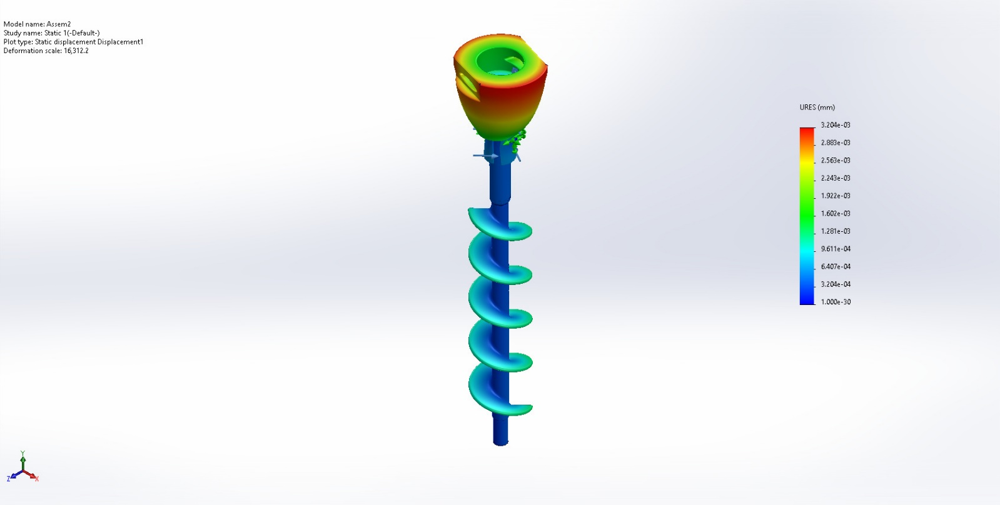 Model name: Assem2
Study name: Static 1(-Default-)
Plot type: Static displacement Displacement1
Deformation scale: 16,312.2
URES (mm)
3.204e-03
2.883e-03
2.563e-03
2.243e-03
1.922e-03
1.602e-03
1.281e-03
9.611e-04
6.407e-04
3.204e-04
1.000e-30
Y
Z
X